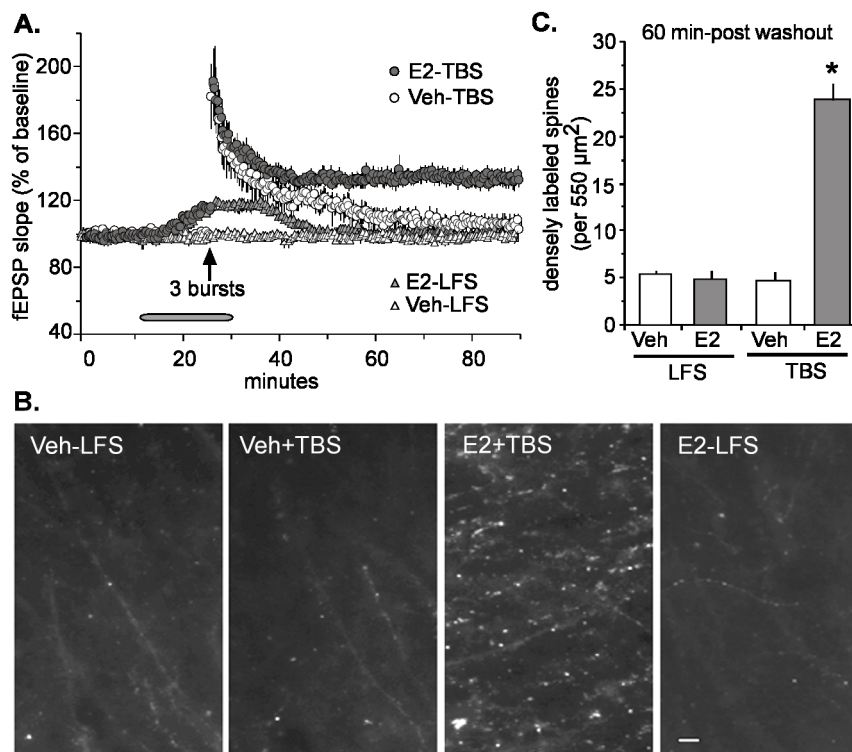 A.
200
160
120
80
40
fEPSP slope (% of baseline)
E2-TBS
Veh-TBS
3 bursts
E2-LFS
Veh-LFS
0 20 40 60 80
minutes
C.
60 min-post washout
30
25
20
15
10
5
0
densely labeled spines
(per 550 µm²)
*
Veh E2 Veh E2
LFS TBS
B.
Veh-LFS
Veh+TBS
E2+TBS
E2-LFS